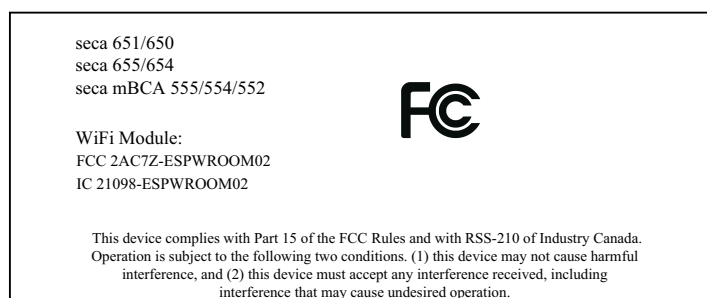 seca 651/650
seca 655/654
seca mBCA 555/554/552
FC
WiFi Module:
FCC 2AC7Z-ESPWROOM02
IC 21098-ESPWROOM02
This device complies with Part 15 of the FCC Rules and with RSS-210 of Industry Canada.
Operation is subject to the following two conditions. (1) this device may not cause harmful
interference, and (2) this device must accept any interference received, including
interference that may cause undesired operation.